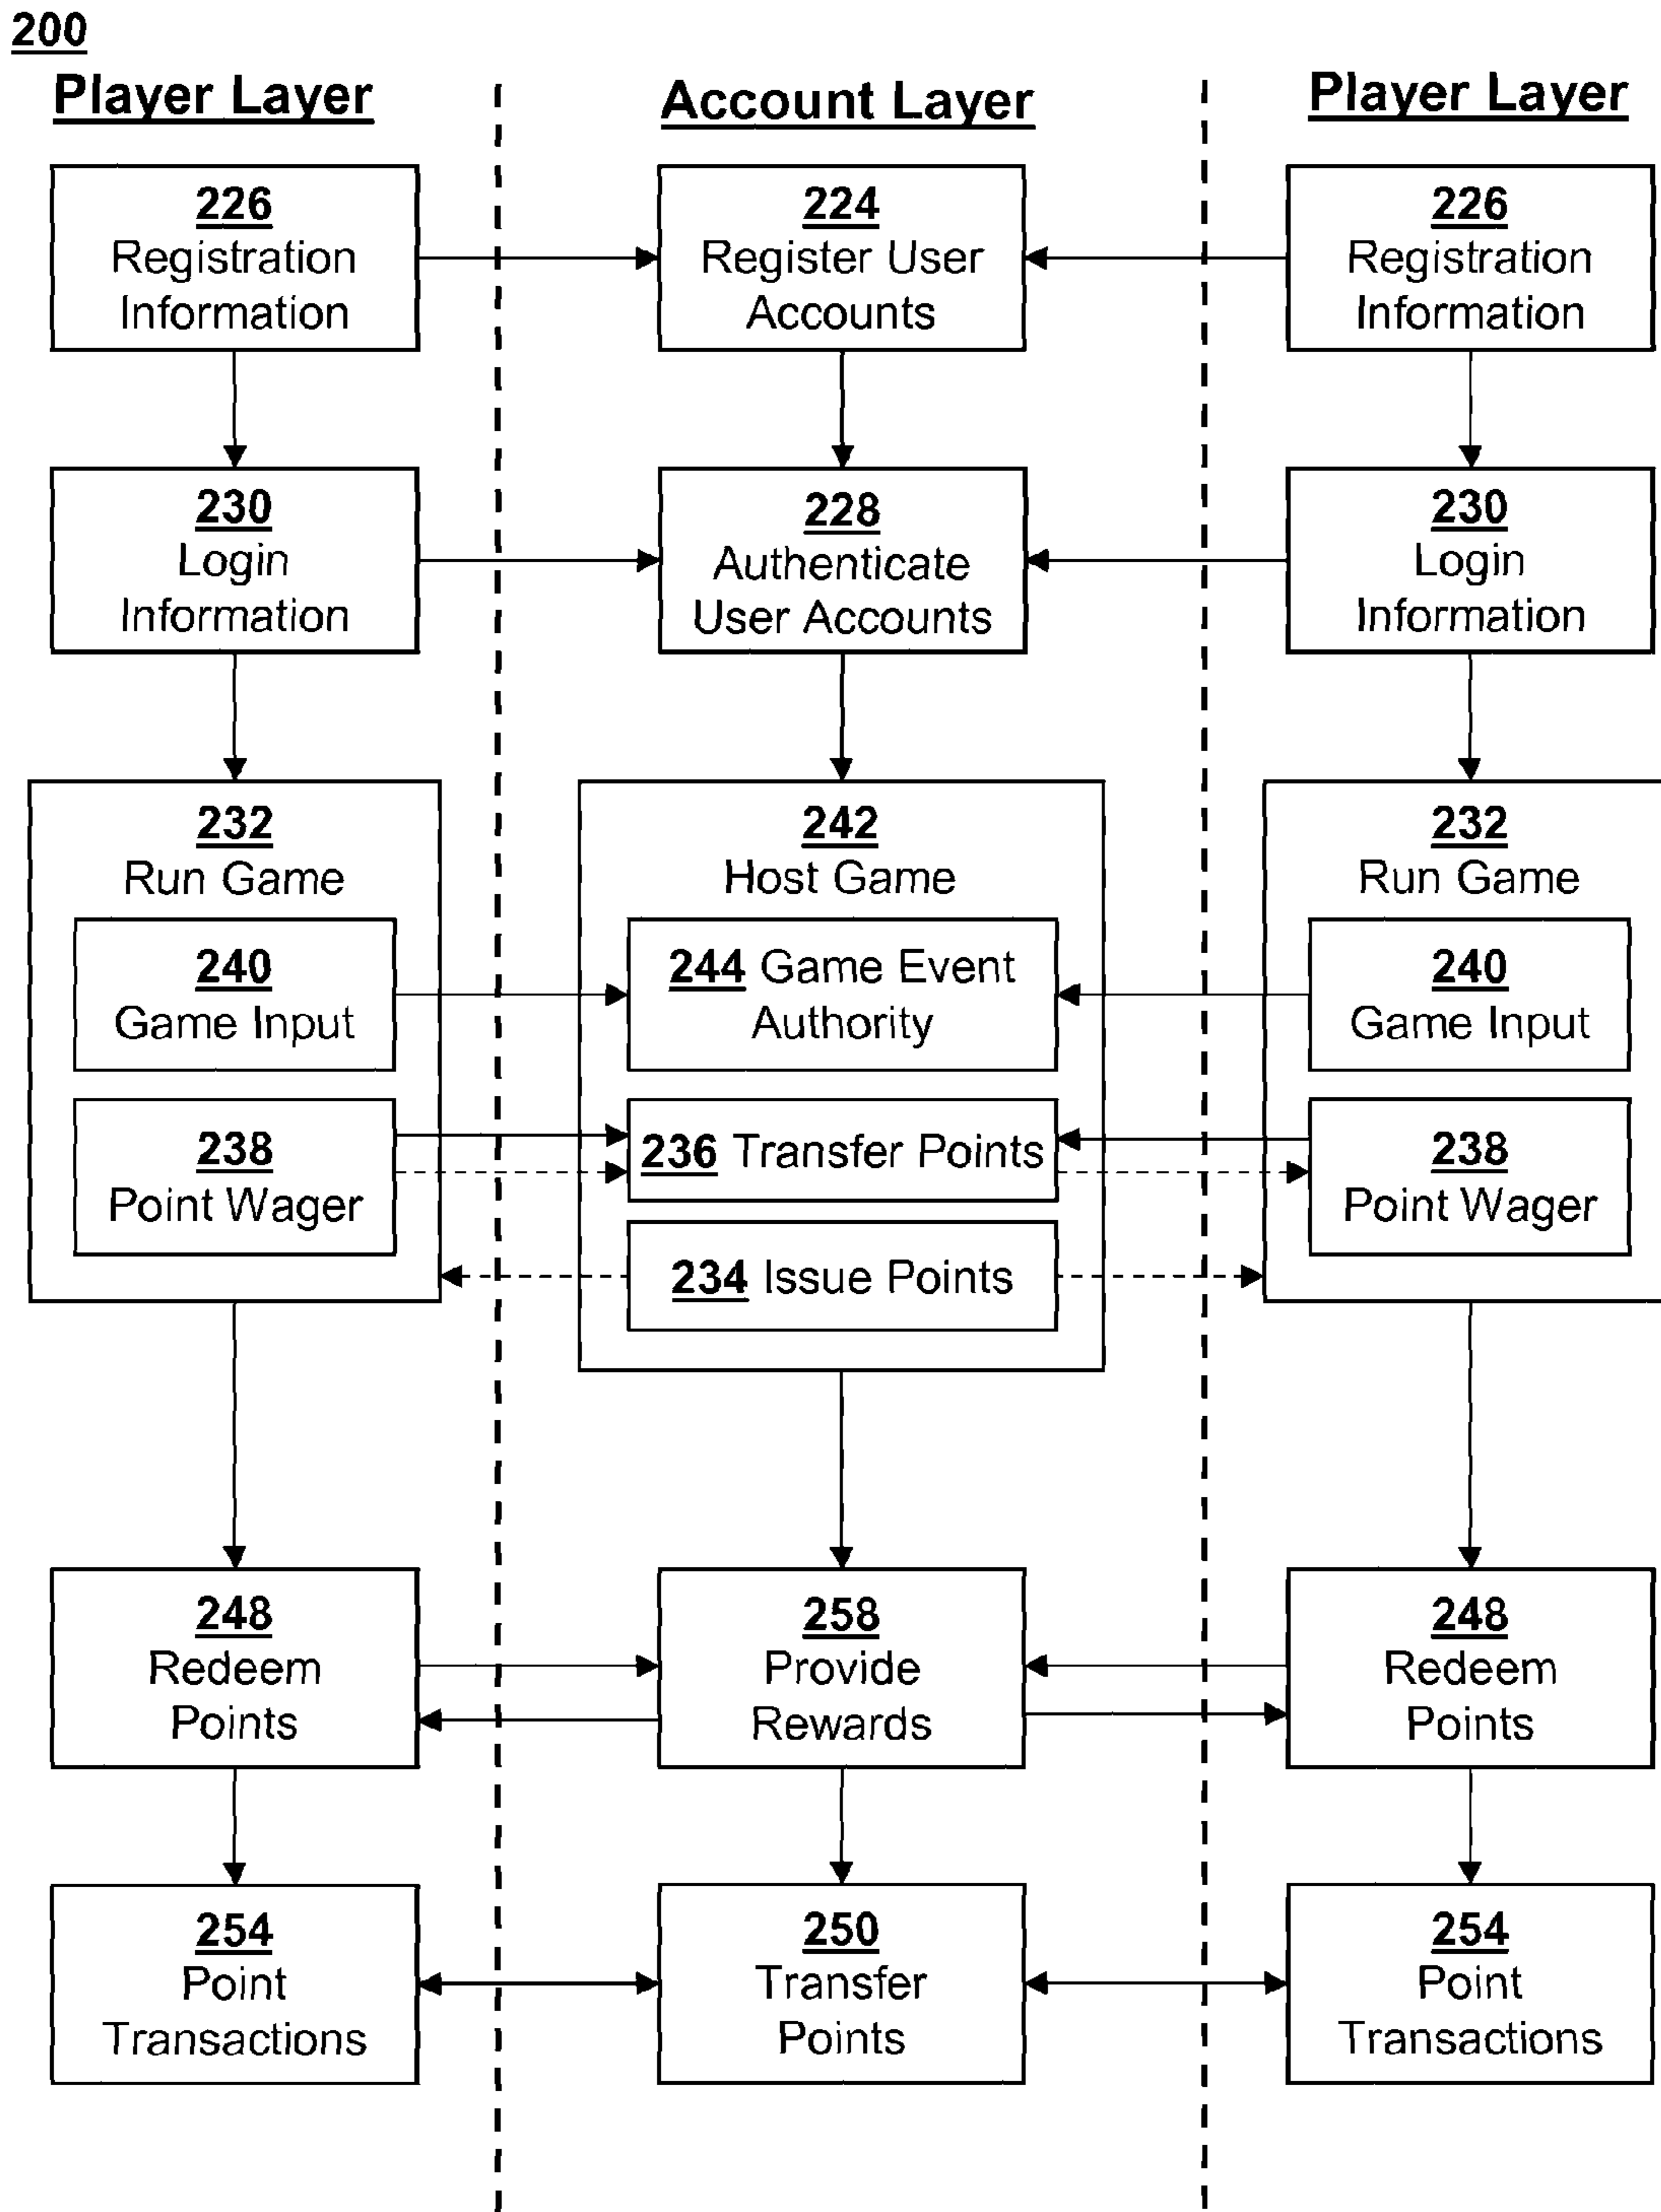 200
Player Layer
Account Layer
Player Layer
226
Registration
Information
224
Register User
Accounts
226
Registration
Information
230
Login
Information
228
Authenticate
User Accounts
230
Login
Information
232
Run Game
240
Game Input
238
Point Wager
242
Host Game
244 Game Event
Authority
236 Transfer Points
234 Issue Points
232
Run Game
240
Game Input
238
Point Wager
248
Redeem
Points
258
Provide
Rewards
248
Redeem
Points
254
Point
Transactions
250
Transfer
Points
254
Point
Transactions